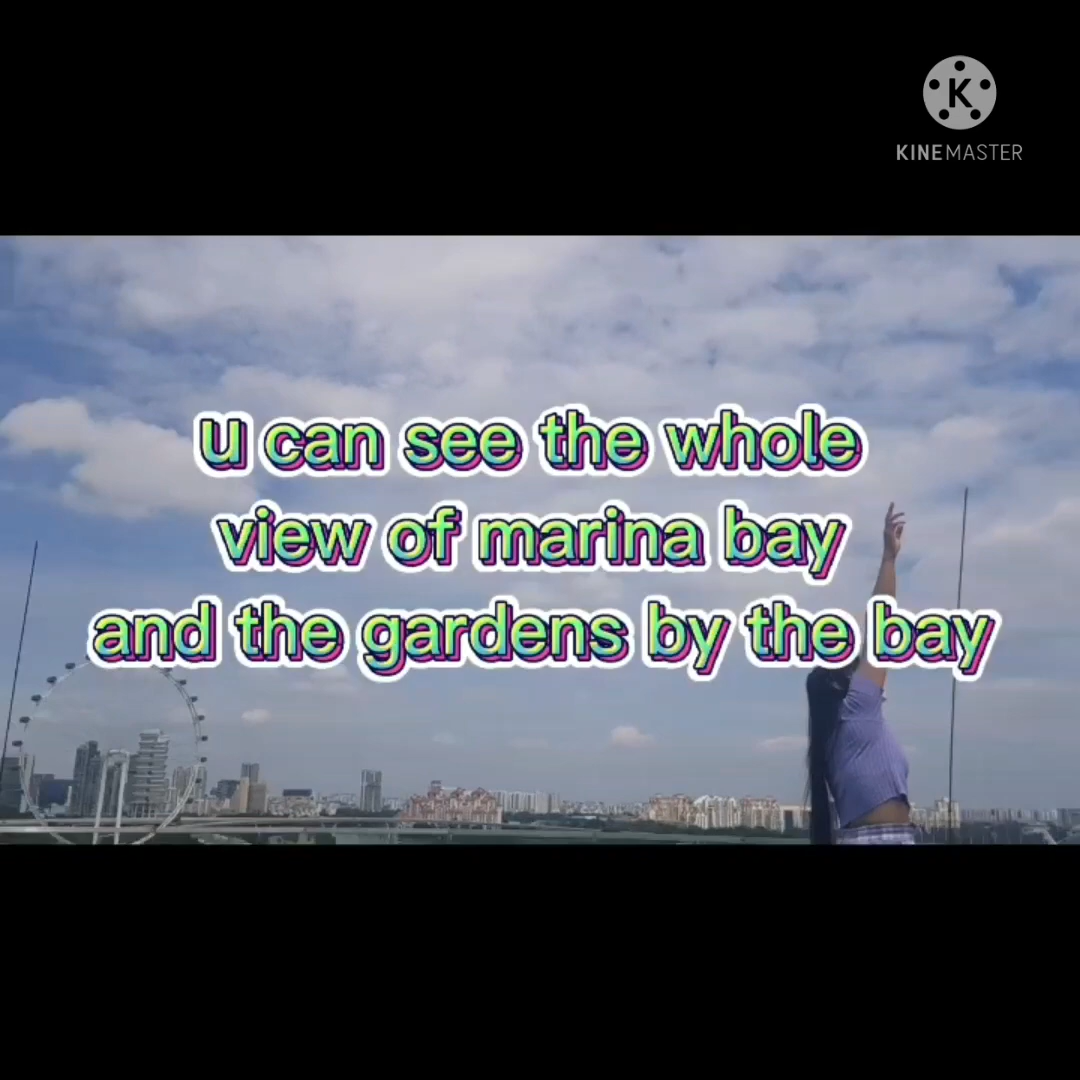 K
KINEMASTER
u can see the whole
view of marina bay
and the gardens by the bay